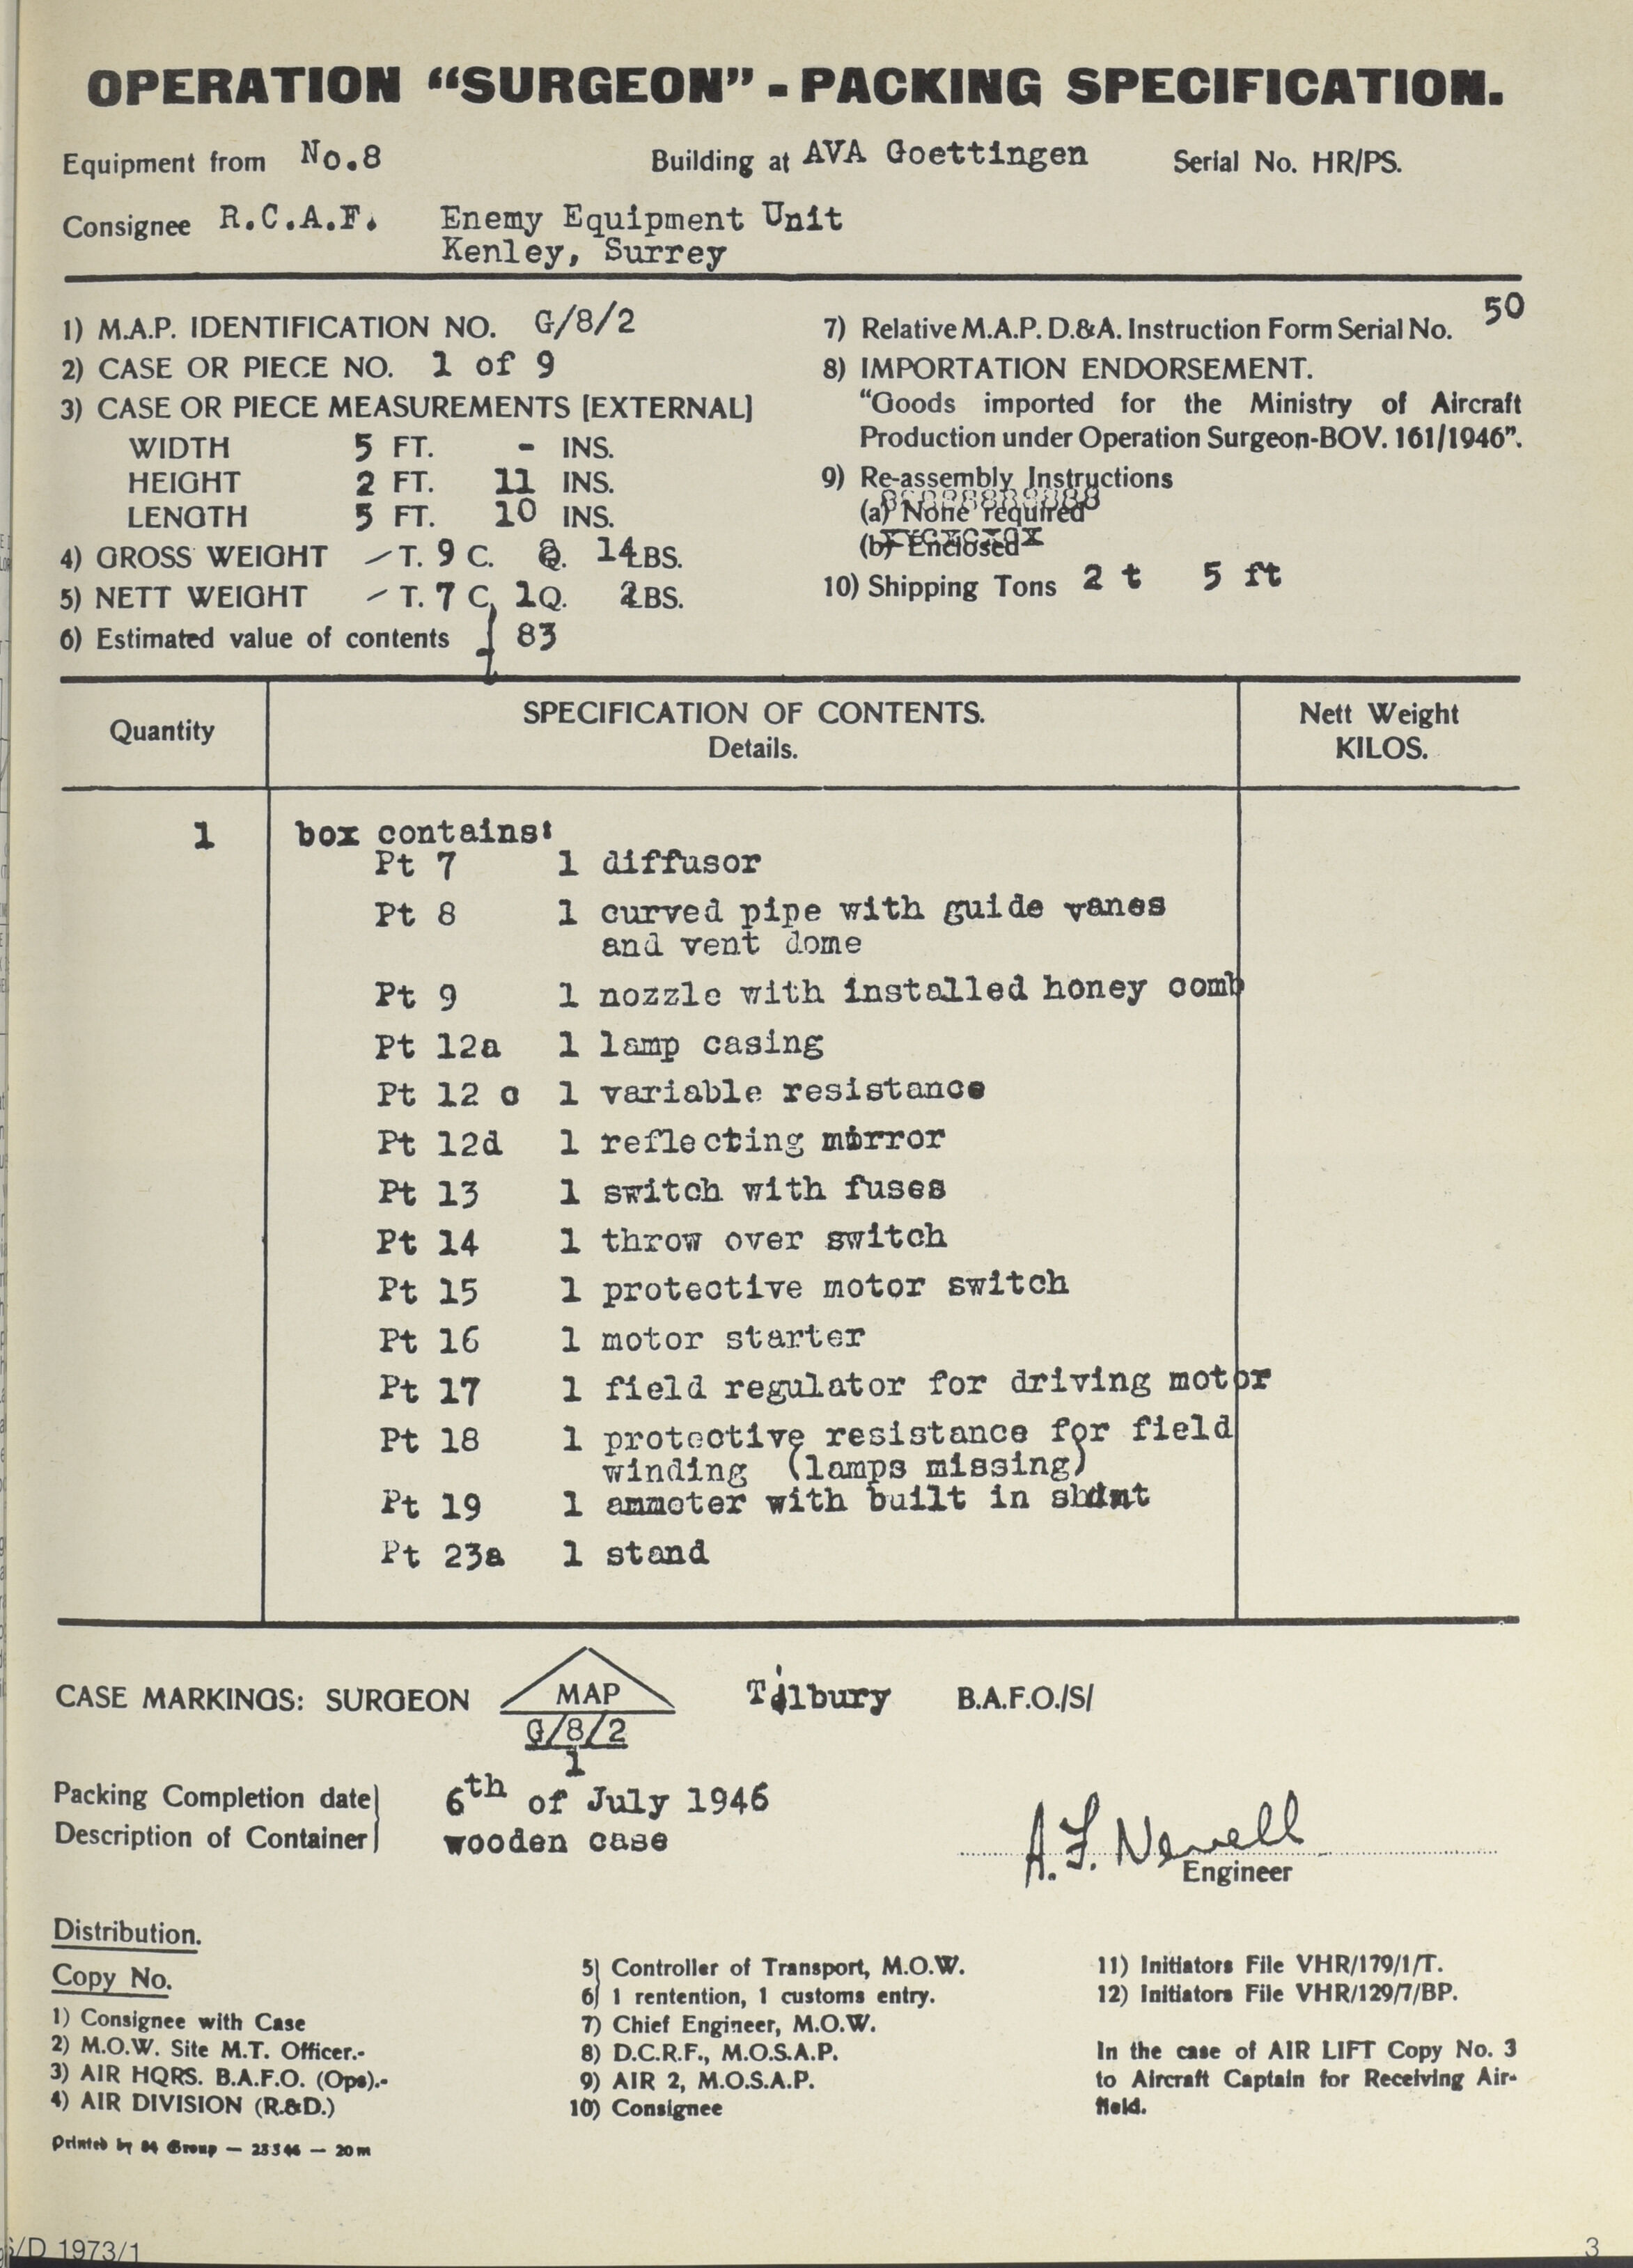 OPERATION “SURGEON” - PACKING SPECIFICATION.
Equipment from No.8 Building at AVA Goettingen Serial No. HR/PS.
Consignee R.C.A.F. Enemy Equipment Unit
Kenley, Surrey
1) M.A.P. IDENTIFICATION NO. G/8/2
2) CASE OR PIECE NO. 1 of 9
3) CASE OR PIECE MEASUREMENTS [EXTERNAL]
WIDTH 5 FT. - INS.
HEIGHT 2 FT. 11 INS.
LENGTH 5 FT. 10 INS.
4) GROSS WEIGHT - T. 9 C. Q. 14 LBS.
5) NETT WEIGHT - T. 7 C. 1 Q. LBS.
6) Estimated value of contents 83
7) Relative M.A.P. D.&A. Instruction Form Serial No. 50
8) IMPORTATION ENDORSEMENT.
“Goods imported for the Ministry of Aircraft
Production under Operation Surgeon-BOV. 161/1946”.
9) Re-assembly Instructions
(a) None required
(b) Enclosed
10) Shipping Tons 2 t 5 ft
Quantity SPECIFICATION OF CONTENTS. Nett Weight
Details. KILOS.
1 box contains:
Pt 7 1 diffusor
Pt 8 1 curved pipe with guide vanes
and vent dome
Pt 9 1 nozzle with installed honey comb
Pt 12a 1 lamp casing
Pt 12 c 1 variable resistance
Pt 12d 1 reflecting mirror
Pt 13 1 switch with fuses
Pt 14 1 throw over switch
Pt 15 1 protective motor switch
Pt 16 1 motor starter
Pt 17 1 field regulator for driving motor
Pt 18 1 protective resistance for field
winding (lamps missing)
Pt 19 1 ammeter with built in shunt
Pt 23a 1 stand
CASE MARKINGS: SURGEON MAP Tilbury B.A.F.O./S/
G/8/2
1
Packing Completion date 6th of July 1946
Description of Container wooden case
A.F. Newell
Engineer
Distribution.
Copy No.
1) Consignee with Case
2) M.O.W. Site M.T. Officer.-
3) AIR HQRS. B.A.F.O. (Ops).-
4) AIR DIVISION (R.&D.)
5) Controller of Transport, M.O.W.
6) 1 rentention, 1 customs entry.
7) Chief Engineer, M.O.W.
8) D.C.R.F., M.O.S.A.P.
9) AIR 2, M.O.S.A.P.
10) Consignee
11) Initiators File VHR/179/1/T.
12) Initiators File VHR/129/7/BP.
In the case of AIR LIFT Copy No. 3
to Aircraft Captain for Receiving Air-
field.
Printed by 84 Group — 25346 — 20m
/D 1973/1
3